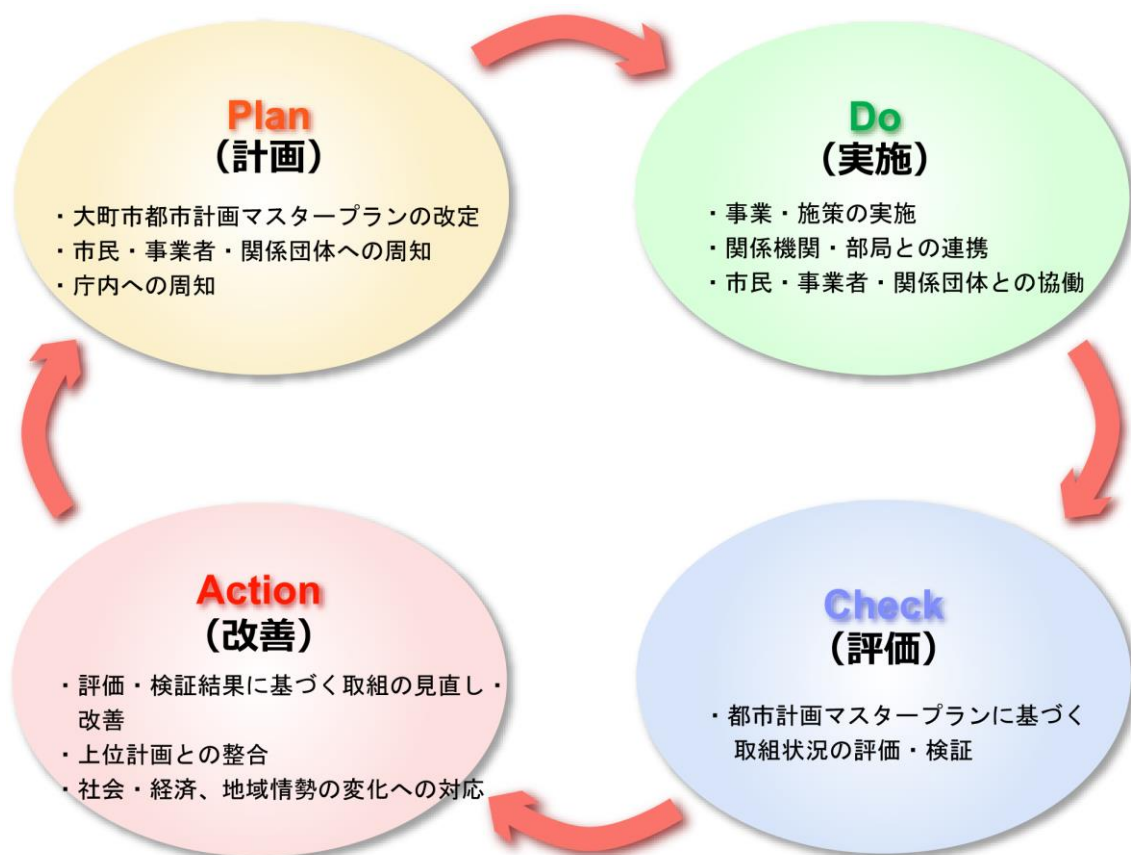 Plan
(計画)
・大町市都市計画マスタープランの改定
・市民・事業者・関係団体への周知
・庁内への周知
Do
(実施)
・事業・施策の実施
・関係機関・部局との連携
・市民・事業者・関係団体との協働
Check
(評価)
・都市計画マスタープランに基づく
取組状況の評価・検証
Action
(改善)
・評価・検証結果に基づく取組の見直し・
改善
・上位計画との整合
・社会・経済、地域情勢の変化への対応